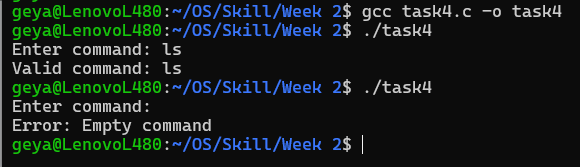 geya@LenovoL480:~/OS/Skill/Week 2$ gcc task4.c -o task4
geya@LenovoL480:~/OS/Skill/Week 2$ ./task4
Enter command: ls
Valid command: ls
geya@LenovoL480:~/OS/Skill/Week 2$ ./task4
Enter command:
Error: Empty command
geya@LenovoL480:~/OS/Skill/Week 2$